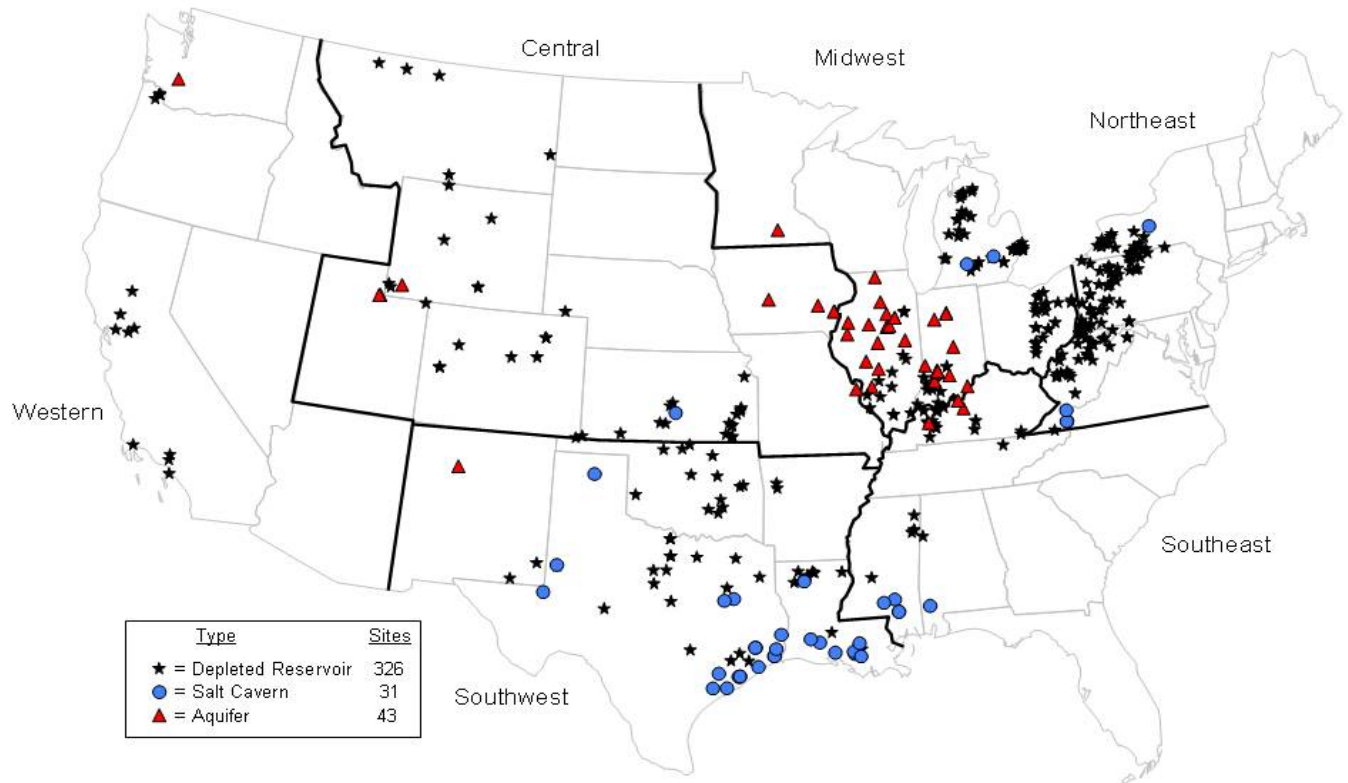 Central
Midwest
Northeast
Western
Southeast
Southwest
Type Sites
= Depleted Reservoir 326
= Salt Cavern 31
= Aquifer 43